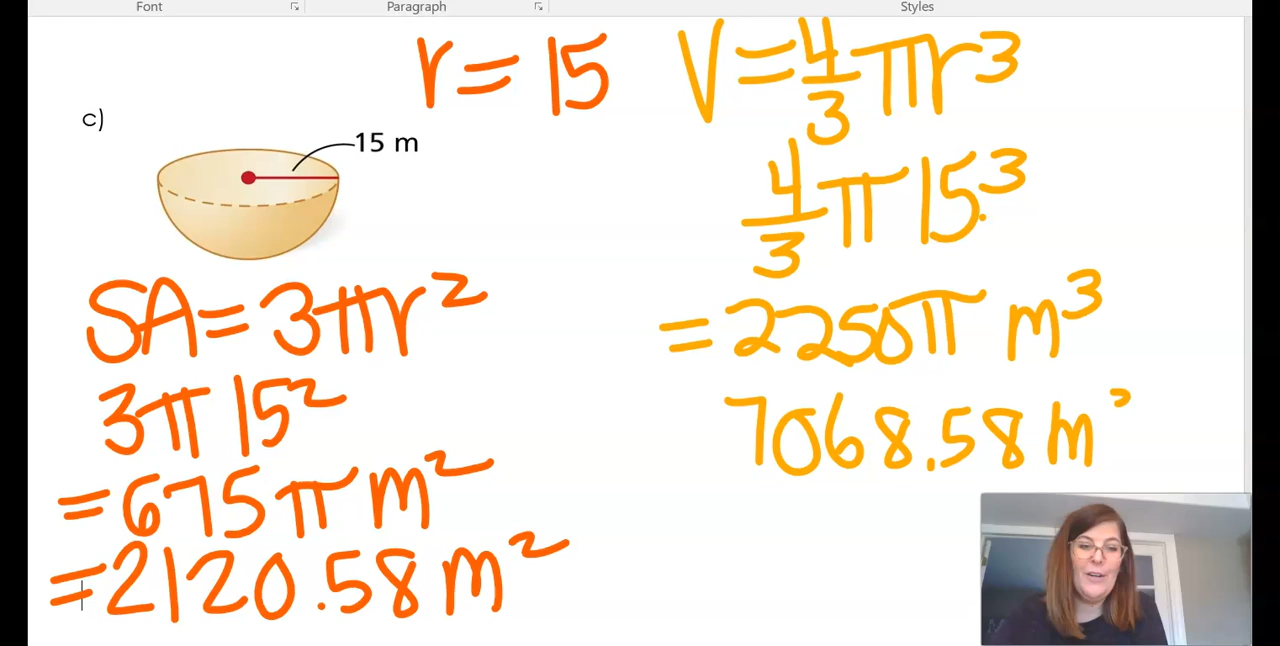 Font Paragraph Styles
r = 15
c)
15 m
SA = 3πr²
3π 15²
= 675π m²
= 2120.58 m²
V = 4/3 πr³
4/3 π 15³
= 2250π m³
7068.58 m³